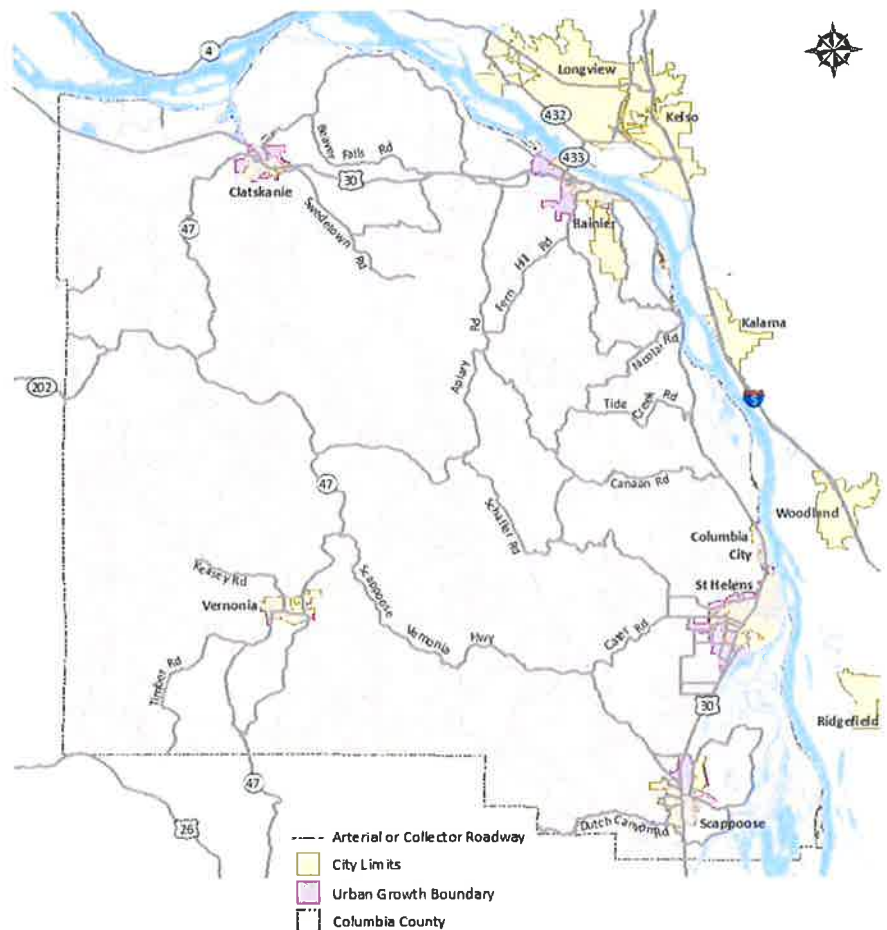 4
Longview
432
Kelso
433
Beaver
Falls Rd
30
Clatskanie
Swedetown
Rd
47
Rainier
Fern
Hill
Rd
Kalama
Apiary
Rd
Nicolai Rd
202
Tide
Creek
Rd
5
47
Canaan Rd
Woodland
Schaffer Rd
Columbia
City
St Helens
Keasey Rd
Vernonia
Scappoose
Vernonia
Hwy
Cater
Rd
Timber Rd
30
Ridgefield
47
26
Dutch Canyon Rd
Scappoose
Arterial or Collector Roadway
City Limits
Urban Growth Boundary
Columbia County